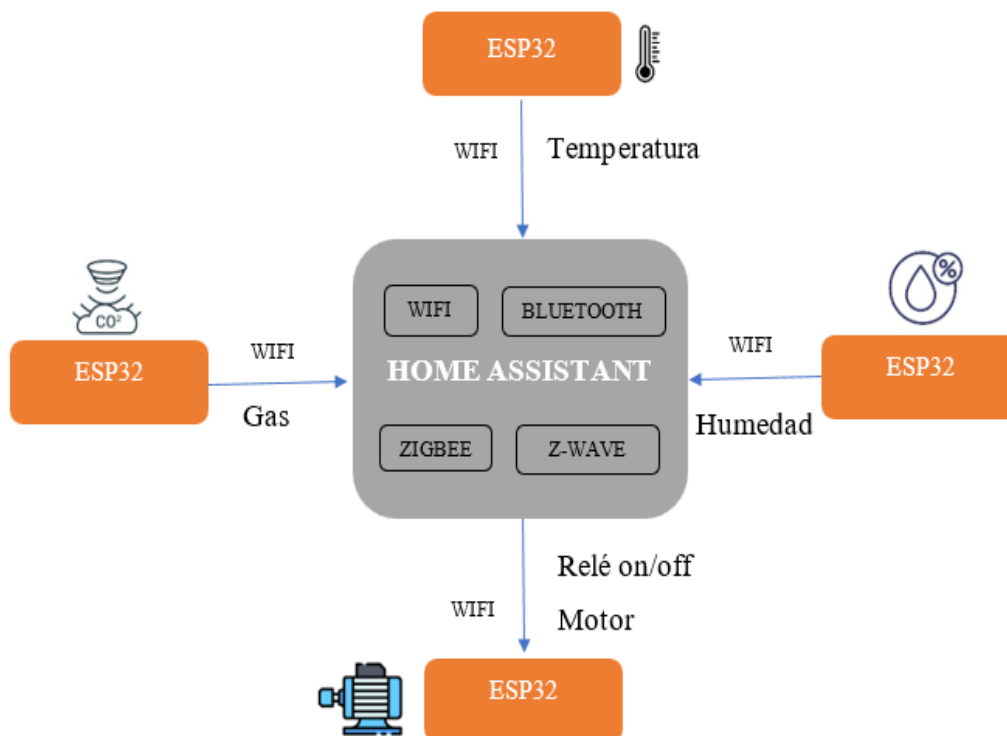 ESP32
WIFI
Temperatura
WIFI
BLUETOOTH
HOME ASSISTANT
ZIGBEE
Z-WAVE
CO²
ESP32
WIFI
Gas
%
ESP32
WIFI
Humedad
Relé on/off
WIFI
Motor
ESP32